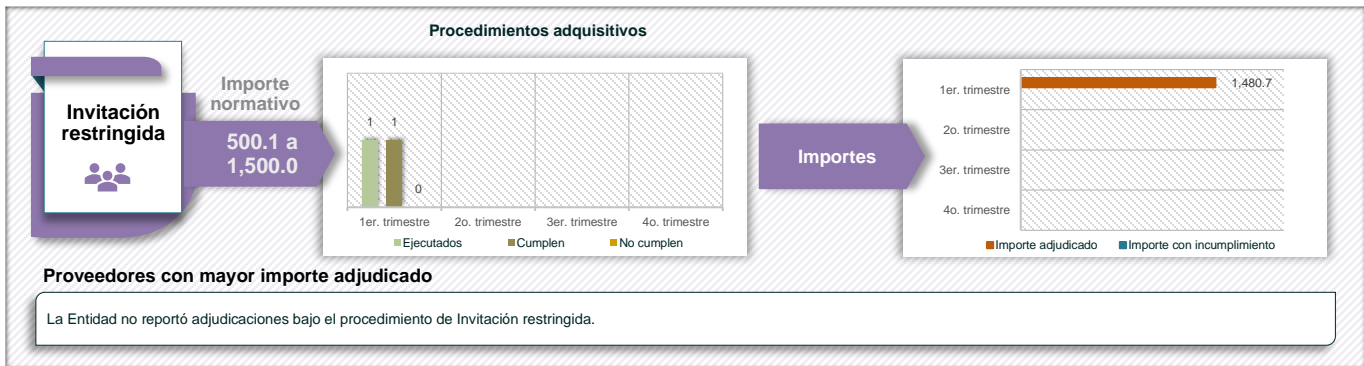 Procedimientos adquisitivos
Invitación
restringida
Importe
normativo
500.1 a
1,500.0
1 1
0
1er. trimestre 2o. trimestre 3er. trimestre 4o. trimestre
Ejecutados Cumplen No cumplen
Importes
1er. trimestre 1,480.7
2o. trimestre
3er. trimestre
4o. trimestre
Importe adjudicado Importe con incumplimiento
Proveedores con mayor importe adjudicado
La Entidad no reportó adjudicaciones bajo el procedimiento de Invitación restringida.